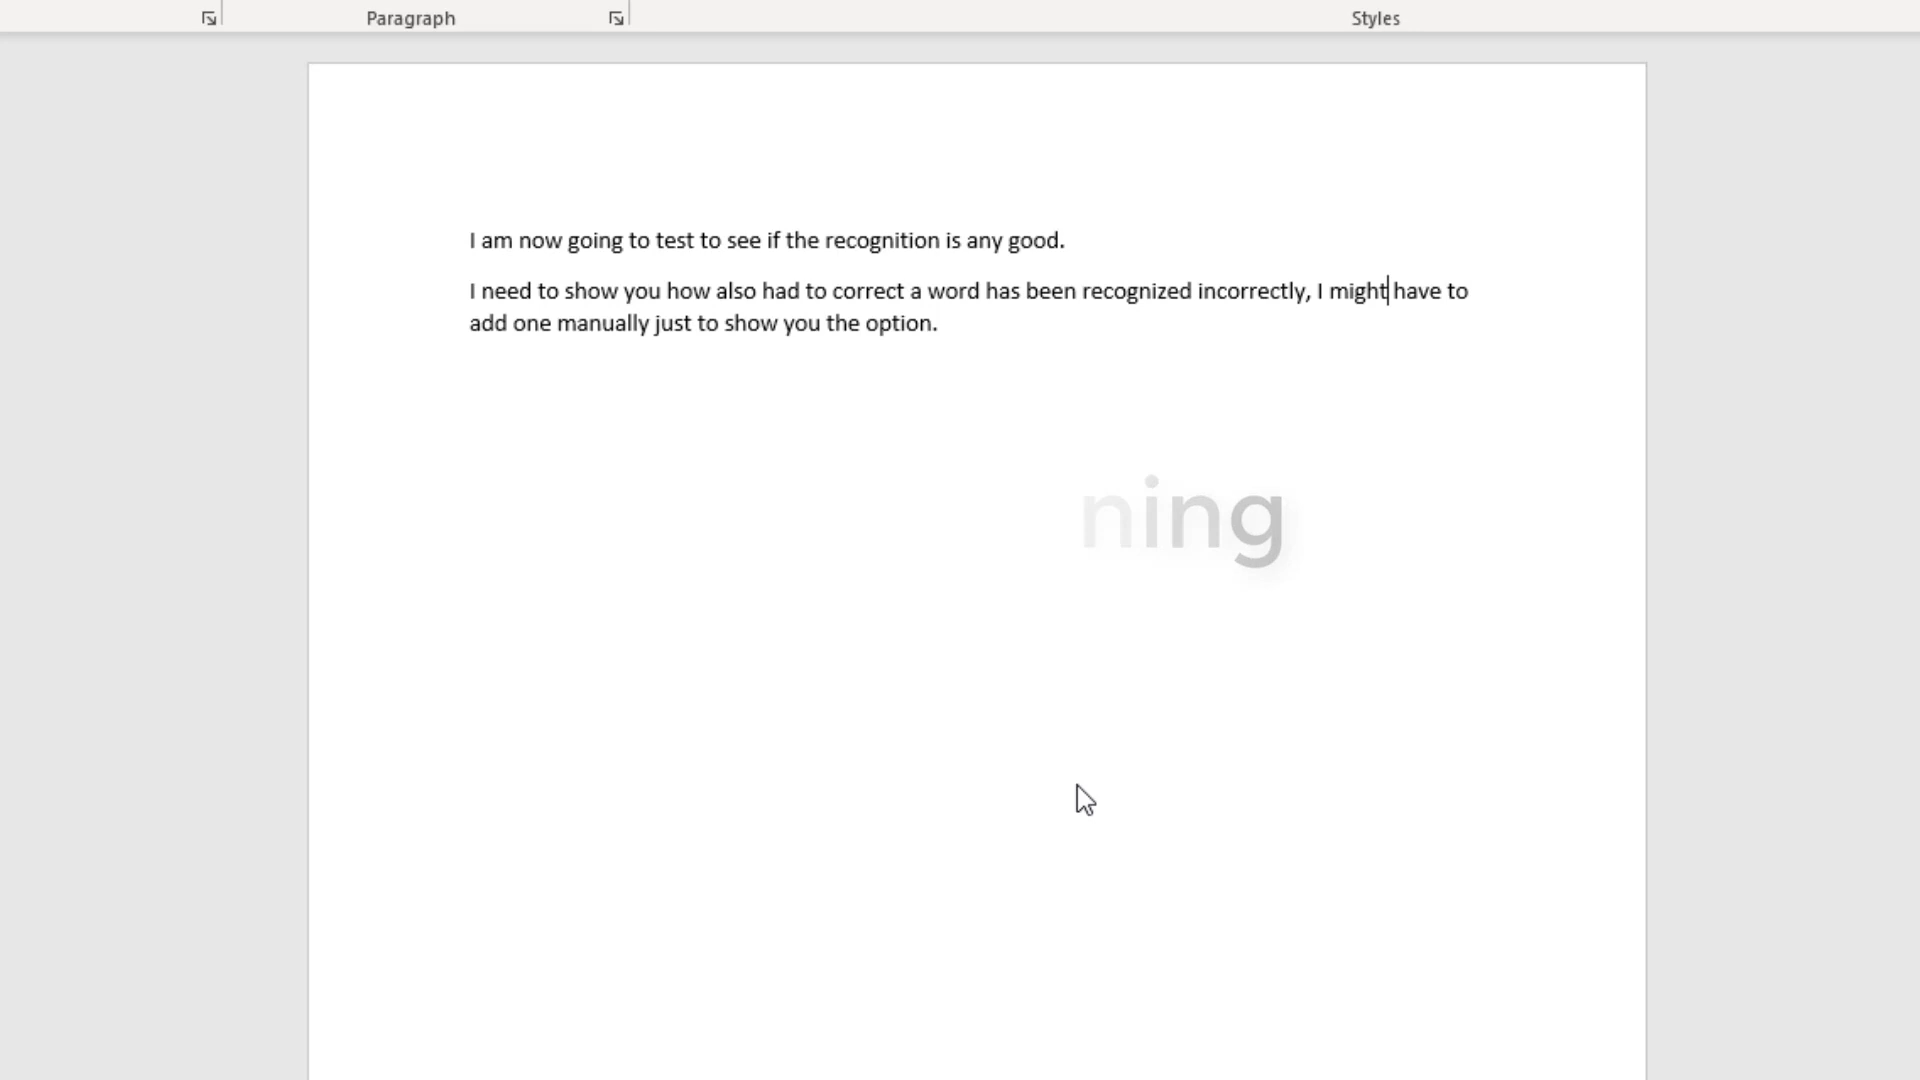 Paragraph
Styles
I am now going to test to see if the recognition is any good.
I need to show you how also had to correct a word has been recognized incorrectly, I might have to
add one manually just to show you the option.
ning